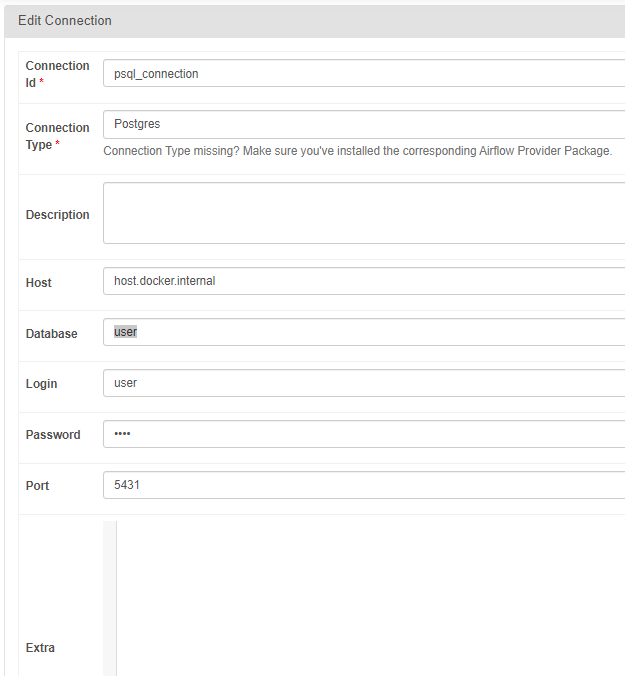 Edit Connection
Connection
Id *
psql_connection
Connection
Type *
Postgres
Connection Type missing? Make sure you've installed the corresponding Airflow Provider Package.
Description
Host
host.docker.internal
Database
user
Login
user
Password
••••
Port
5431
Extra